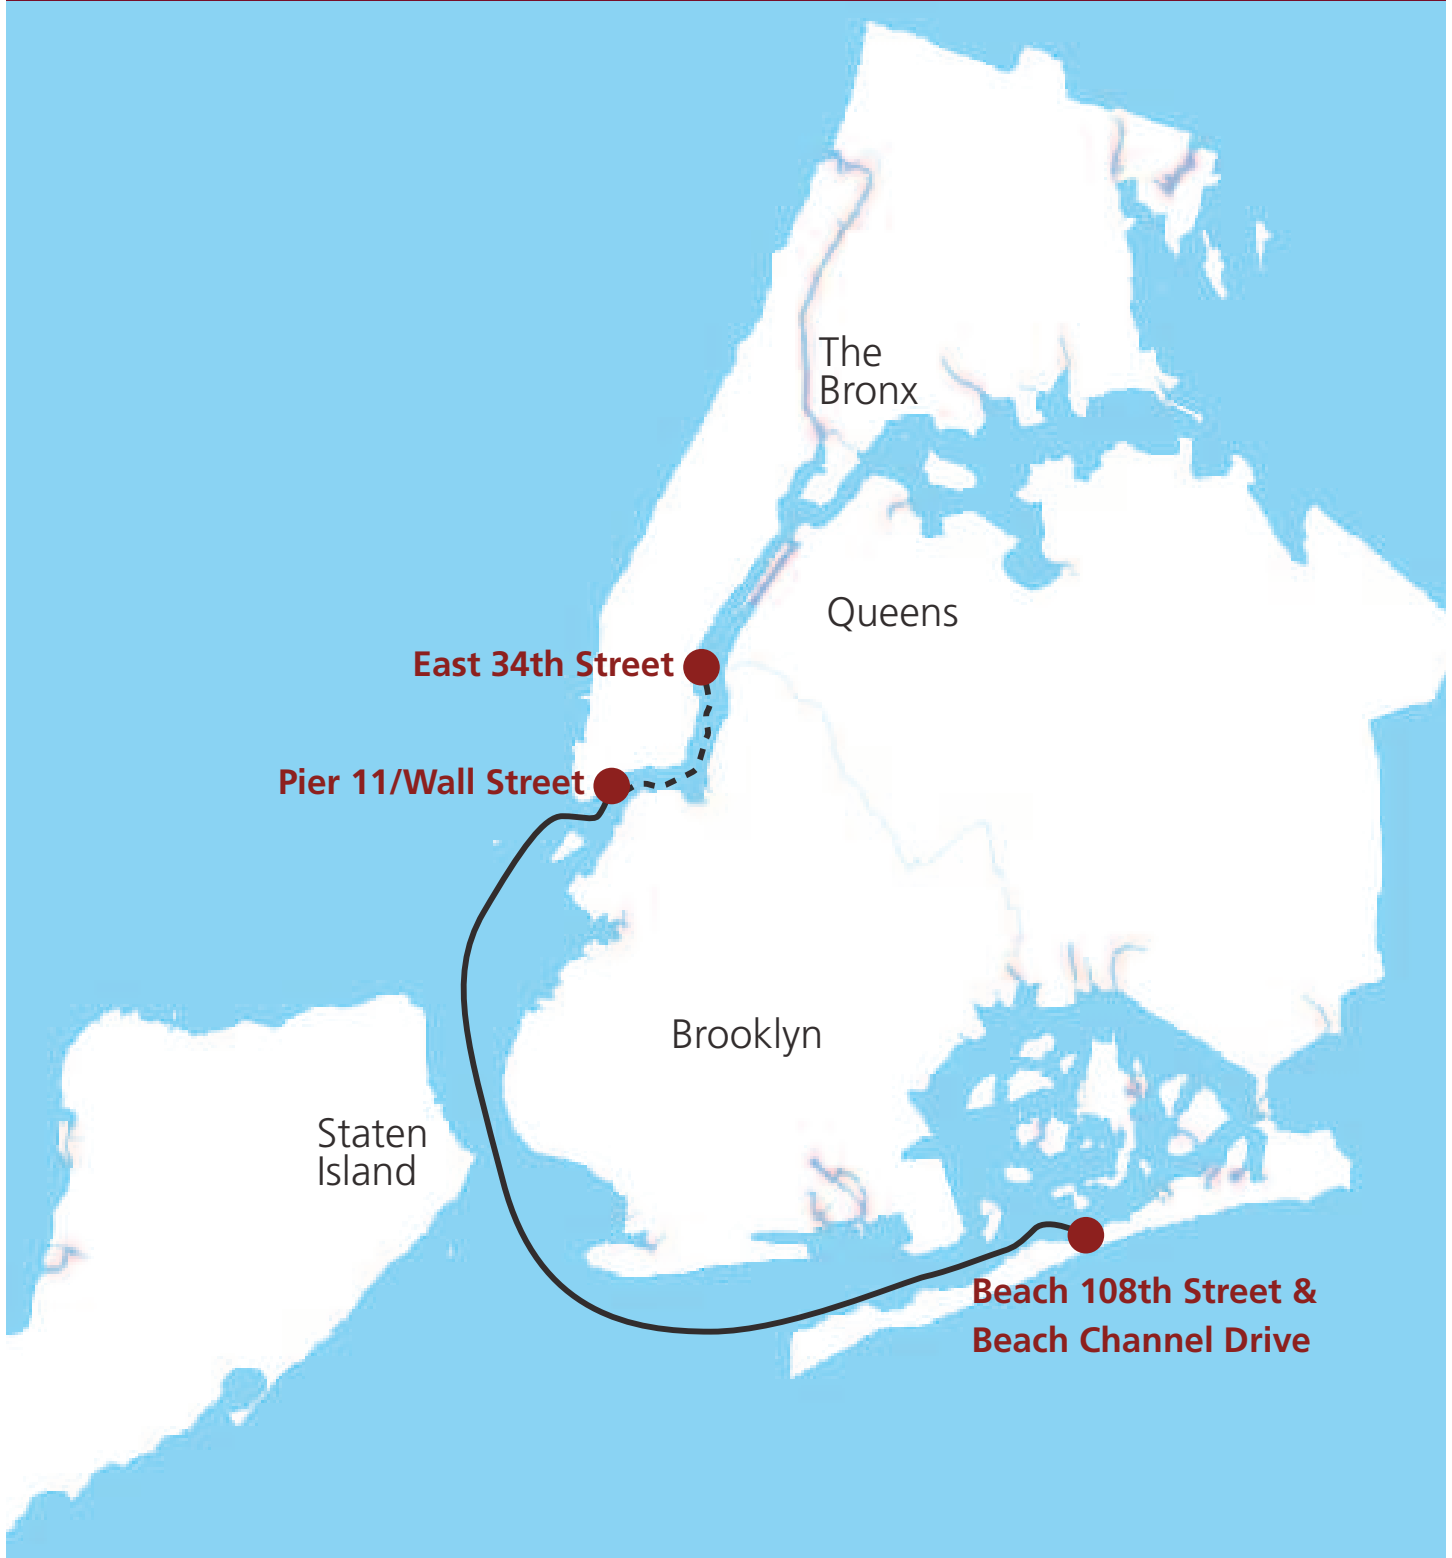 The
Bronx
Queens
East 34th Street
Pier 11/Wall Street
Brooklyn
Staten
Island
Beach 108th Street &
Beach Channel Drive